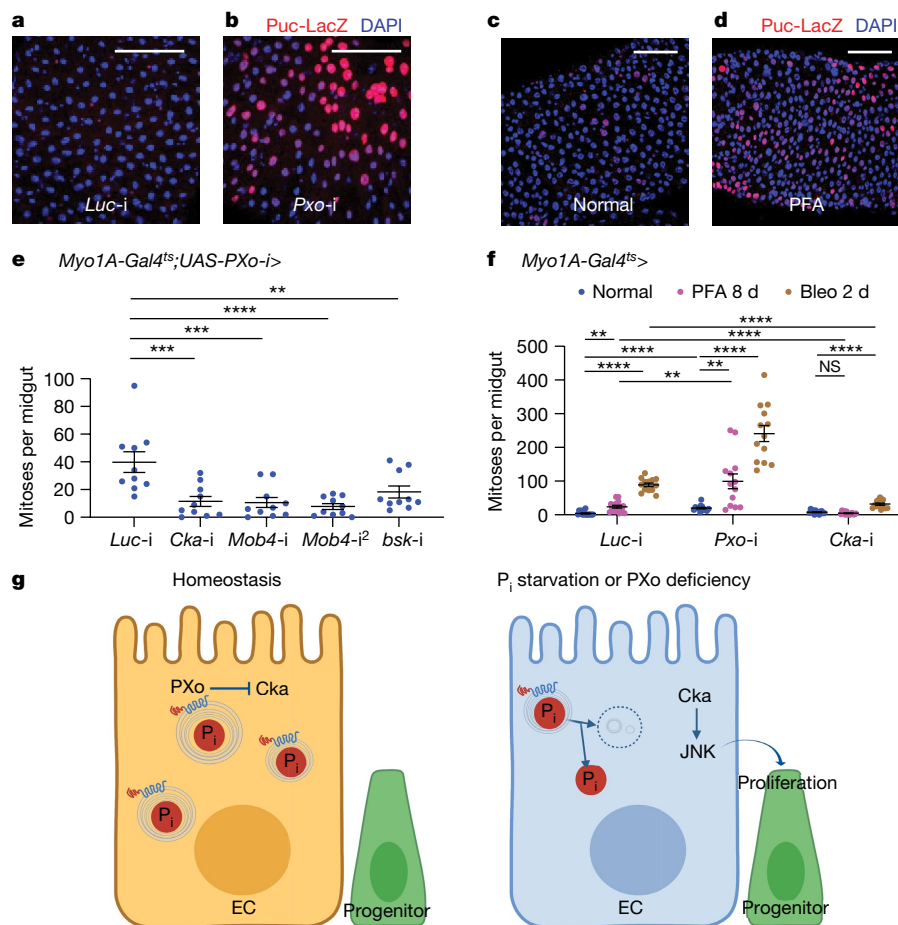 a
b
Puc-LacZ DAPI
c
d
Puc-LacZ DAPI
Luc-i
Pxo-i
Normal
PFA
e
Myo1A-Gal4ts;UAS-PXo-i>
**
****
***
***
Mitoses per midgut
100
80
60
40
20
0
Luc-i
Cka-i
Mob4-i
Mob4-i²
bsk-i
f
Myo1A-Gal4ts>
Normal
PFA 8 d
Bleo 2 d
****
**
****
****
****
****
****
**
NS
**
Mitoses per midgut
500
400
300
200
100
0
Luc-i
Pxo-i
Cka-i
g
Homeostasis
PXo
Cka
Pi
Pi
Pi
EC
Progenitor
Pi starvation or PXo deficiency
Pi
Pi
Cka
JNK
Proliferation
EC
Progenitor